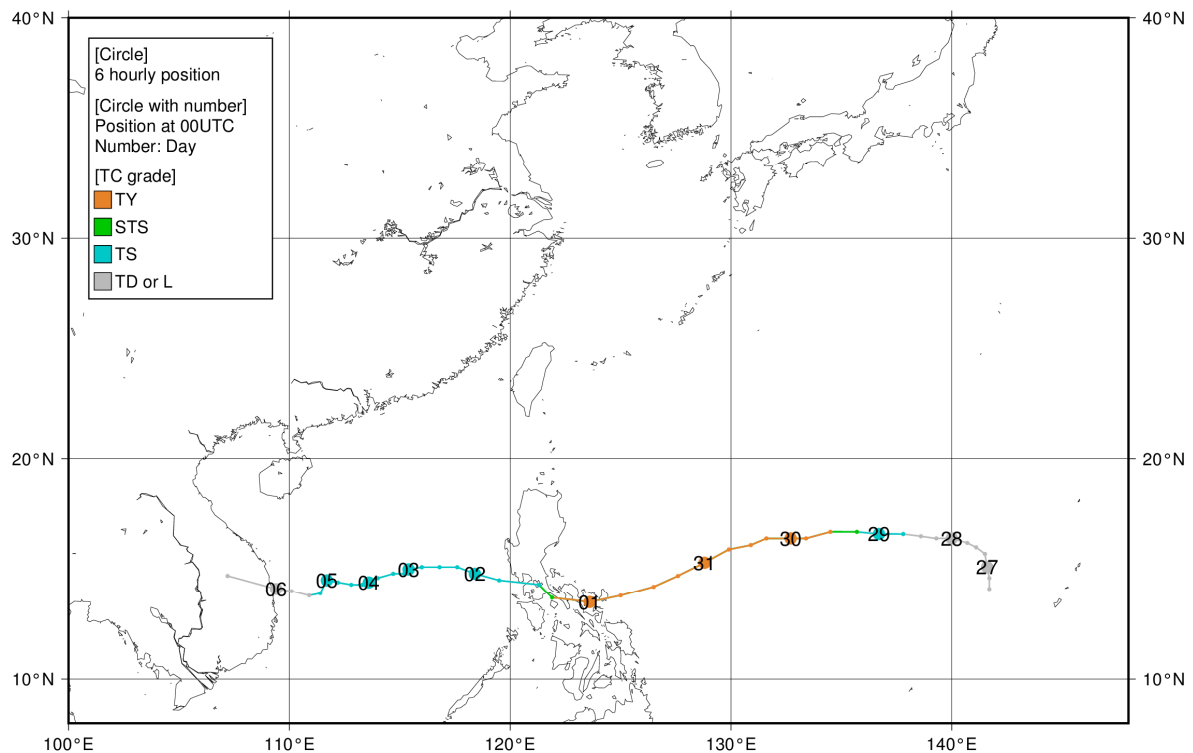 40°N
40°N
[Circle]
6 hourly position
[Circle with number]
Position at 00UTC
Number: Day
[TC grade]
TY
STS
TS
TD or L
30°N
30°N
20°N
20°N
06 05 04 03 02 01 31 30 29 28 27
10°N
10°N
100°E 110°E 120°E 130°E 140°E